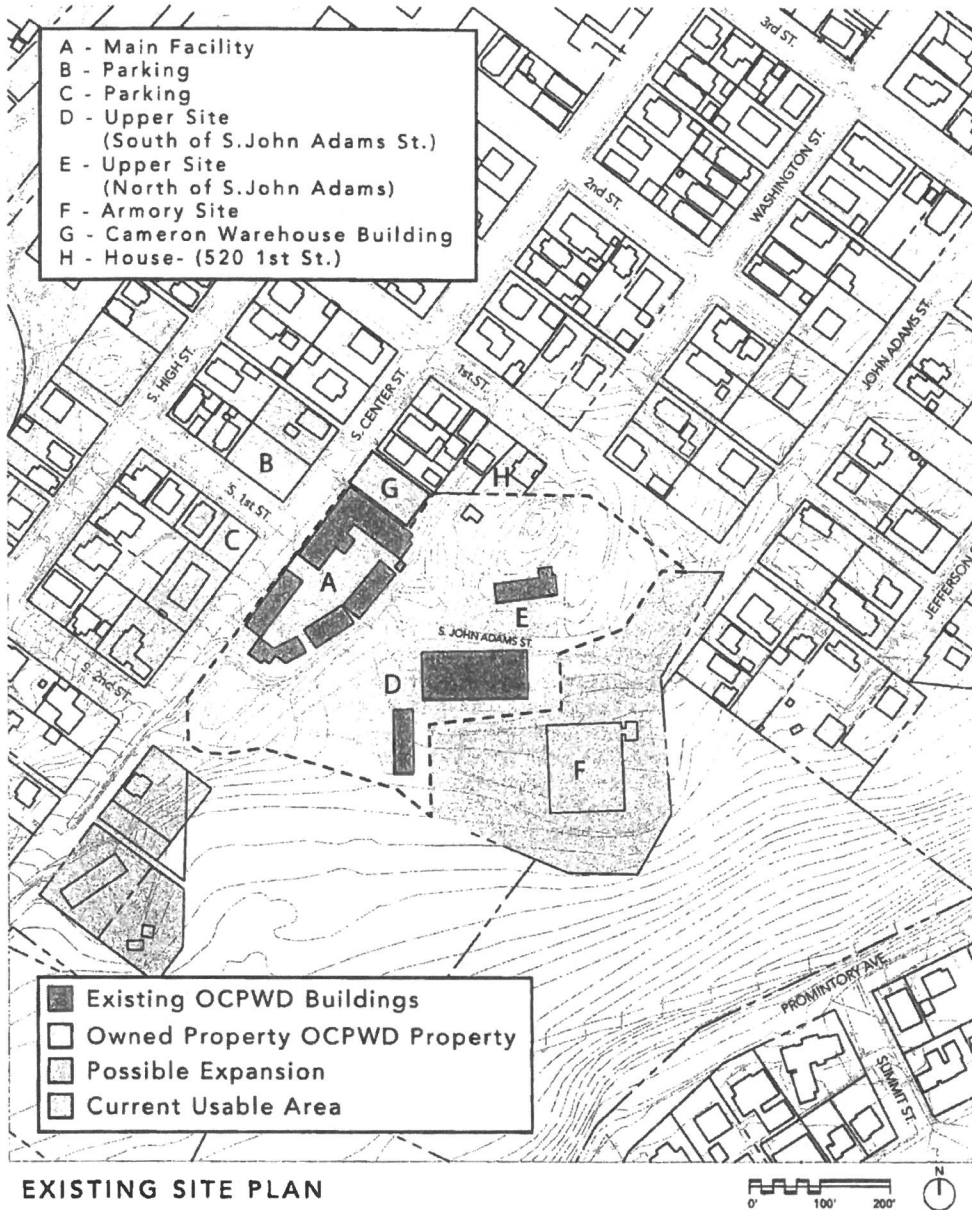 A - Main Facility
B - Parking
C - Parking
D - Upper Site
(South of S.John Adams St.)
E - Upper Site
(North of S.John Adams)
F - Armory Site
G - Cameron Warehouse Building
H - House- (520 1st St.)
3rd ST.
WASHINGTON ST.
2nd ST.
JOHN ADAMS ST.
S. HIGH ST.
S. CENTER ST.
1st ST.
B
H
G
S. 1st ST.
C
A
JEFFERSON
E
S. JOHN ADAMS ST.
S. 2nd ST.
D
F
PROMINTORY AVE.
SUMMIT ST.
Existing OCPWD Buildings
Owned Property OCPWD Property
Possible Expansion
Current Usable Area
EXISTING SITE PLAN
N
0' 100' 200'